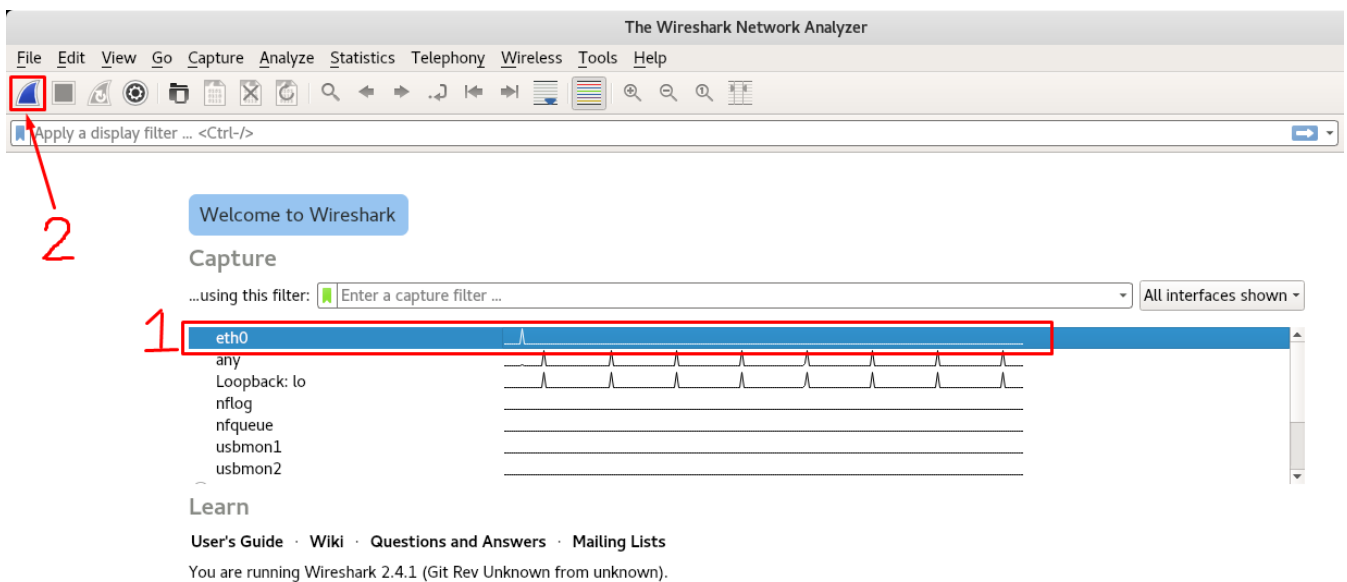 The Wireshark Network Analyzer
File Edit View Go Capture Analyze Statistics Telephony Wireless Tools Help
Apply a display filter ... <Ctrl-/>
2
Welcome to Wireshark
Capture
...using this filter: Enter a capture filter ... All interfaces shown
1
eth0
any
Loopback: lo
nflog
nfqueue
usbmon1
usbmon2
Learn
User's Guide · Wiki · Questions and Answers · Mailing Lists
You are running Wireshark 2.4.1 (Git Rev Unknown from unknown).